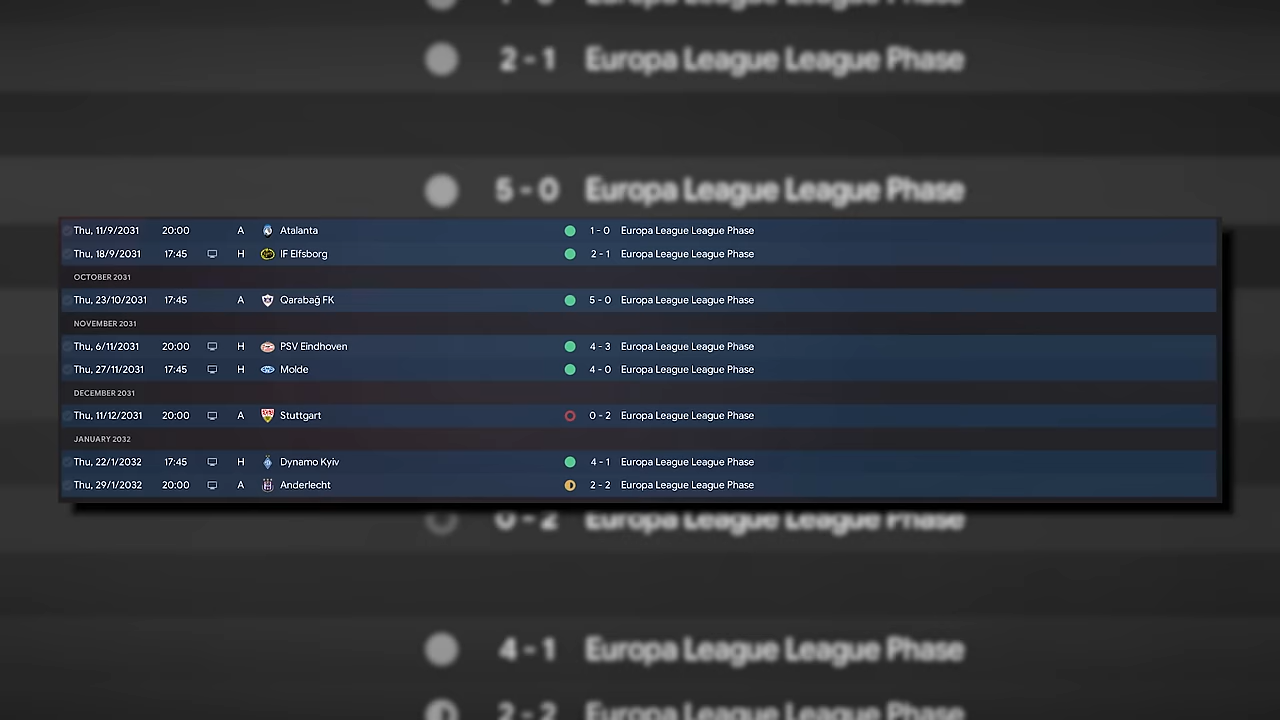 2 - 1 Europa League League Phase
5 - 0 Europa League League Phase
Thu, 11/9/2031 20:00 A Atalanta 1 - 0 Europa League League Phase
Thu, 18/9/2031 17:45 H IF Elfsborg 2 - 1 Europa League League Phase
OCTOBER 2031
Thu, 23/10/2031 17:45 A Qarabağ FK 5 - 0 Europa League League Phase
NOVEMBER 2031
Thu, 6/11/2031 20:00 H PSV Eindhoven 4 - 3 Europa League League Phase
Thu, 27/11/2031 17:45 H Molde 4 - 0 Europa League League Phase
DECEMBER 2031
Thu, 11/12/2031 20:00 A Stuttgart 0 - 2 Europa League League Phase
JANUARY 2032
Thu, 22/1/2032 17:45 H Dynamo Kyiv 4 - 1 Europa League League Phase
Thu, 29/1/2032 20:00 A Anderlecht 2 - 2 Europa League League Phase
0 - 2 Europa League League Phase
4 - 1 Europa League League Phase
2 - 2 Europa League League Phase